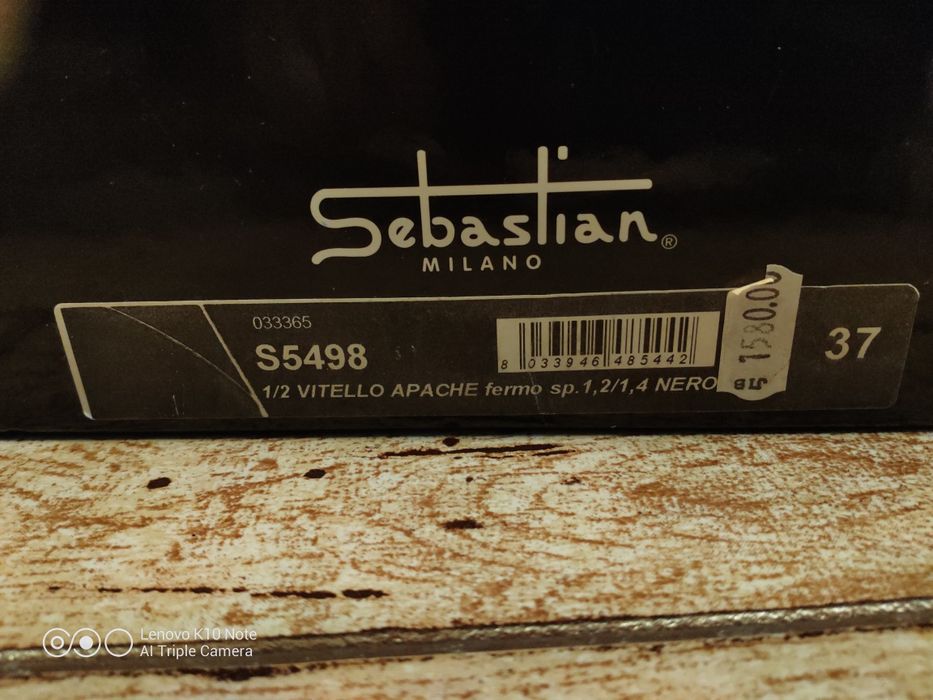 Sebastian®
MILANO
033365
S5498
8 033946 485442
1580.00
37
1/2 VITELLO APACHE fermo sp.1,2/1,4 NERO
Lenovo K10 Note
AI Triple Camera